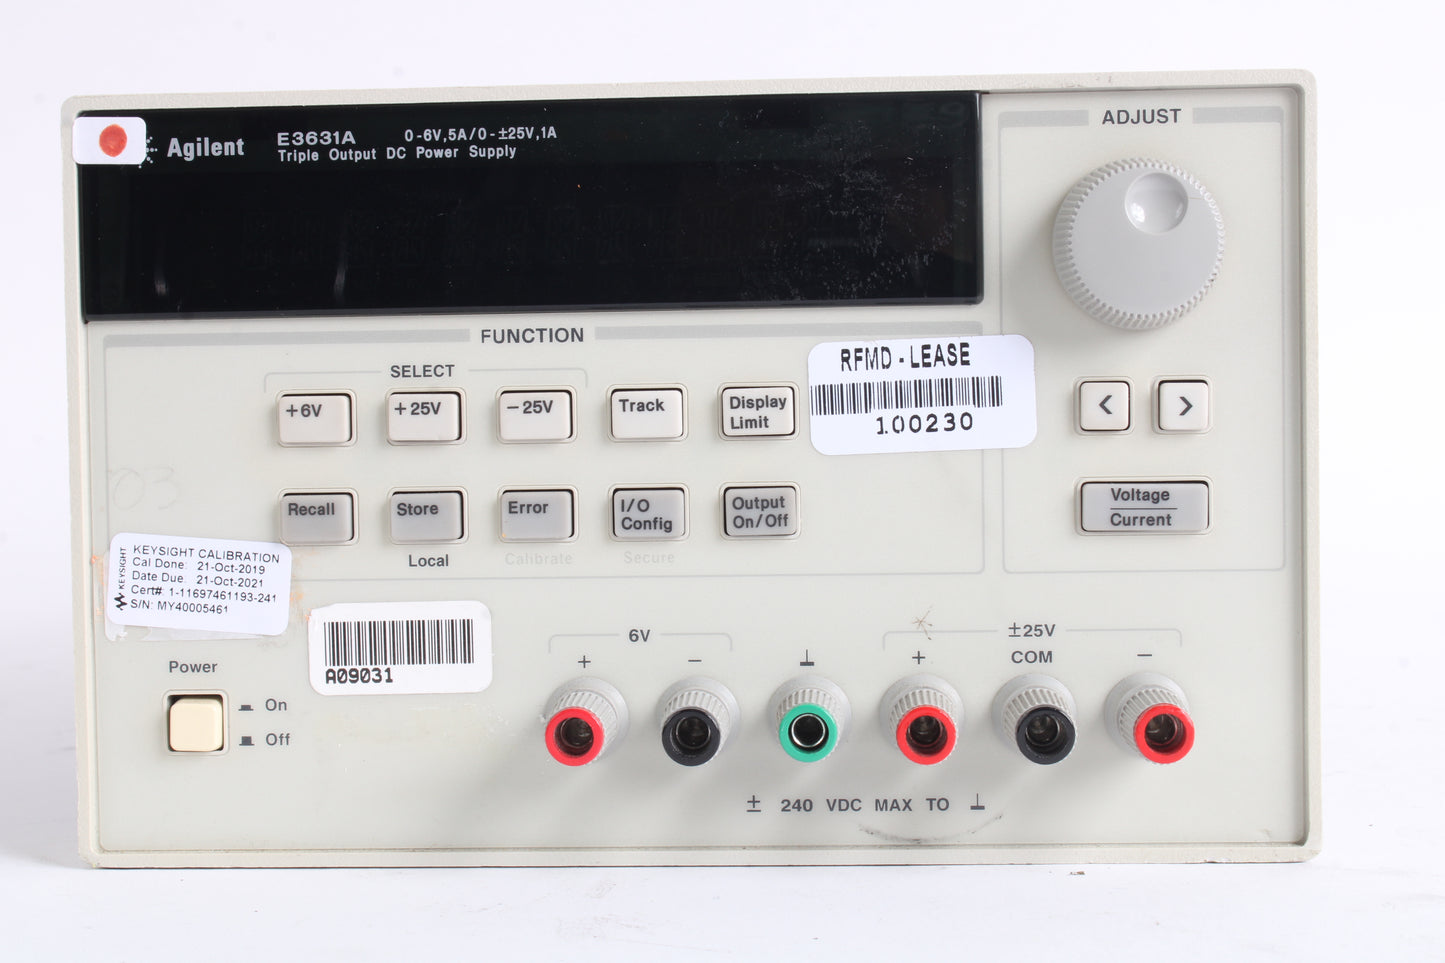 Agilent
E3631A 0-6V,5A/0-±25V,1A
Triple Output DC Power Supply
ADJUST
FUNCTION
SELECT
+6V
+25V
-25V
Track
Display
Limit
RFMD - LEASE
100230
<
>
Recall
Store
Error
I/O
Config
Output
On/Off
Voltage
Current
Local
Calibrate
Secure
03
KEYSIGHT
KEYSIGHT CALIBRATION
Cal Done: 21-Oct-2019
Date Due: 21-Oct-2021
Cert#: 1-11697461193-241
S/N: MY40005461
A09031
Power
On
Off
6V
+ -
±25V
+ COM -
± 240 VDC MAX TO